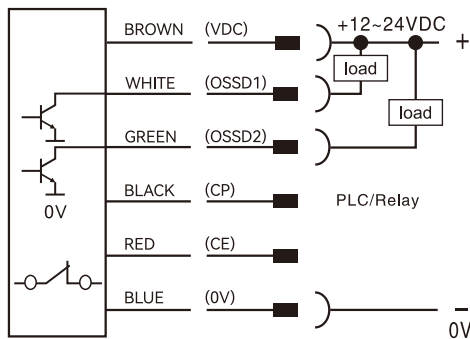 BROWN (VDC) +12~24VDC +
WHITE (OSSD1) load
GREEN (OSSD2) load
0V
BLACK (CP) PLC/Relay
RED (CE)
BLUE (0V) −
0V